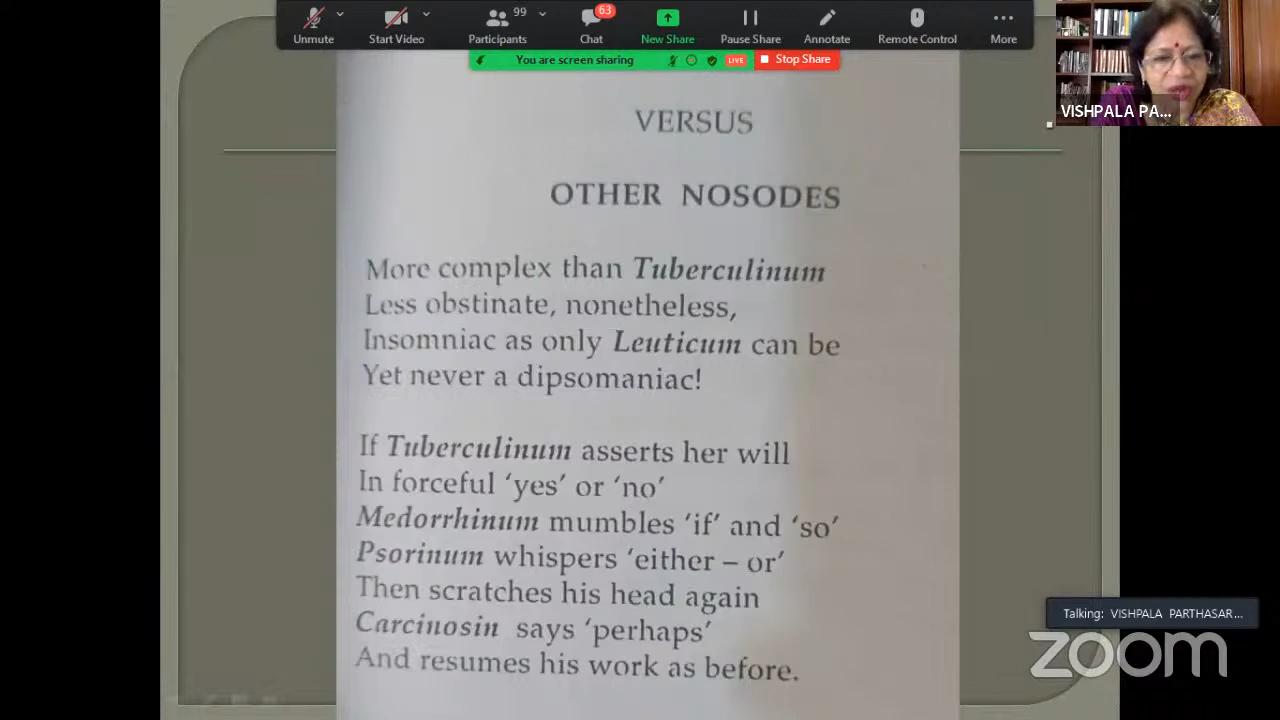 Unmute
Start Video
99
Participants
63
Chat
New Share
Pause Share
Annotate
Remote Control
More
You are screen sharing
LIVE
Stop Share
VISHPALA PA...
VERSUS
OTHER NOSODES
More complex than Tuberculinum
Less obstinate, nonetheless,
Insomniac as only Leuticum can be
Yet never a dipsomaniac!
If Tuberculinum asserts her will
In forceful ‘yes’ or ‘no’
Medorrhinum mumbles ‘if’ and ‘so’
Psorinum whispers ‘either – or’
Then scratches his head again
Carcinosin says ‘perhaps’
And resumes his work as before.
Talking: VISHPALA PARTHASAR...
zoom